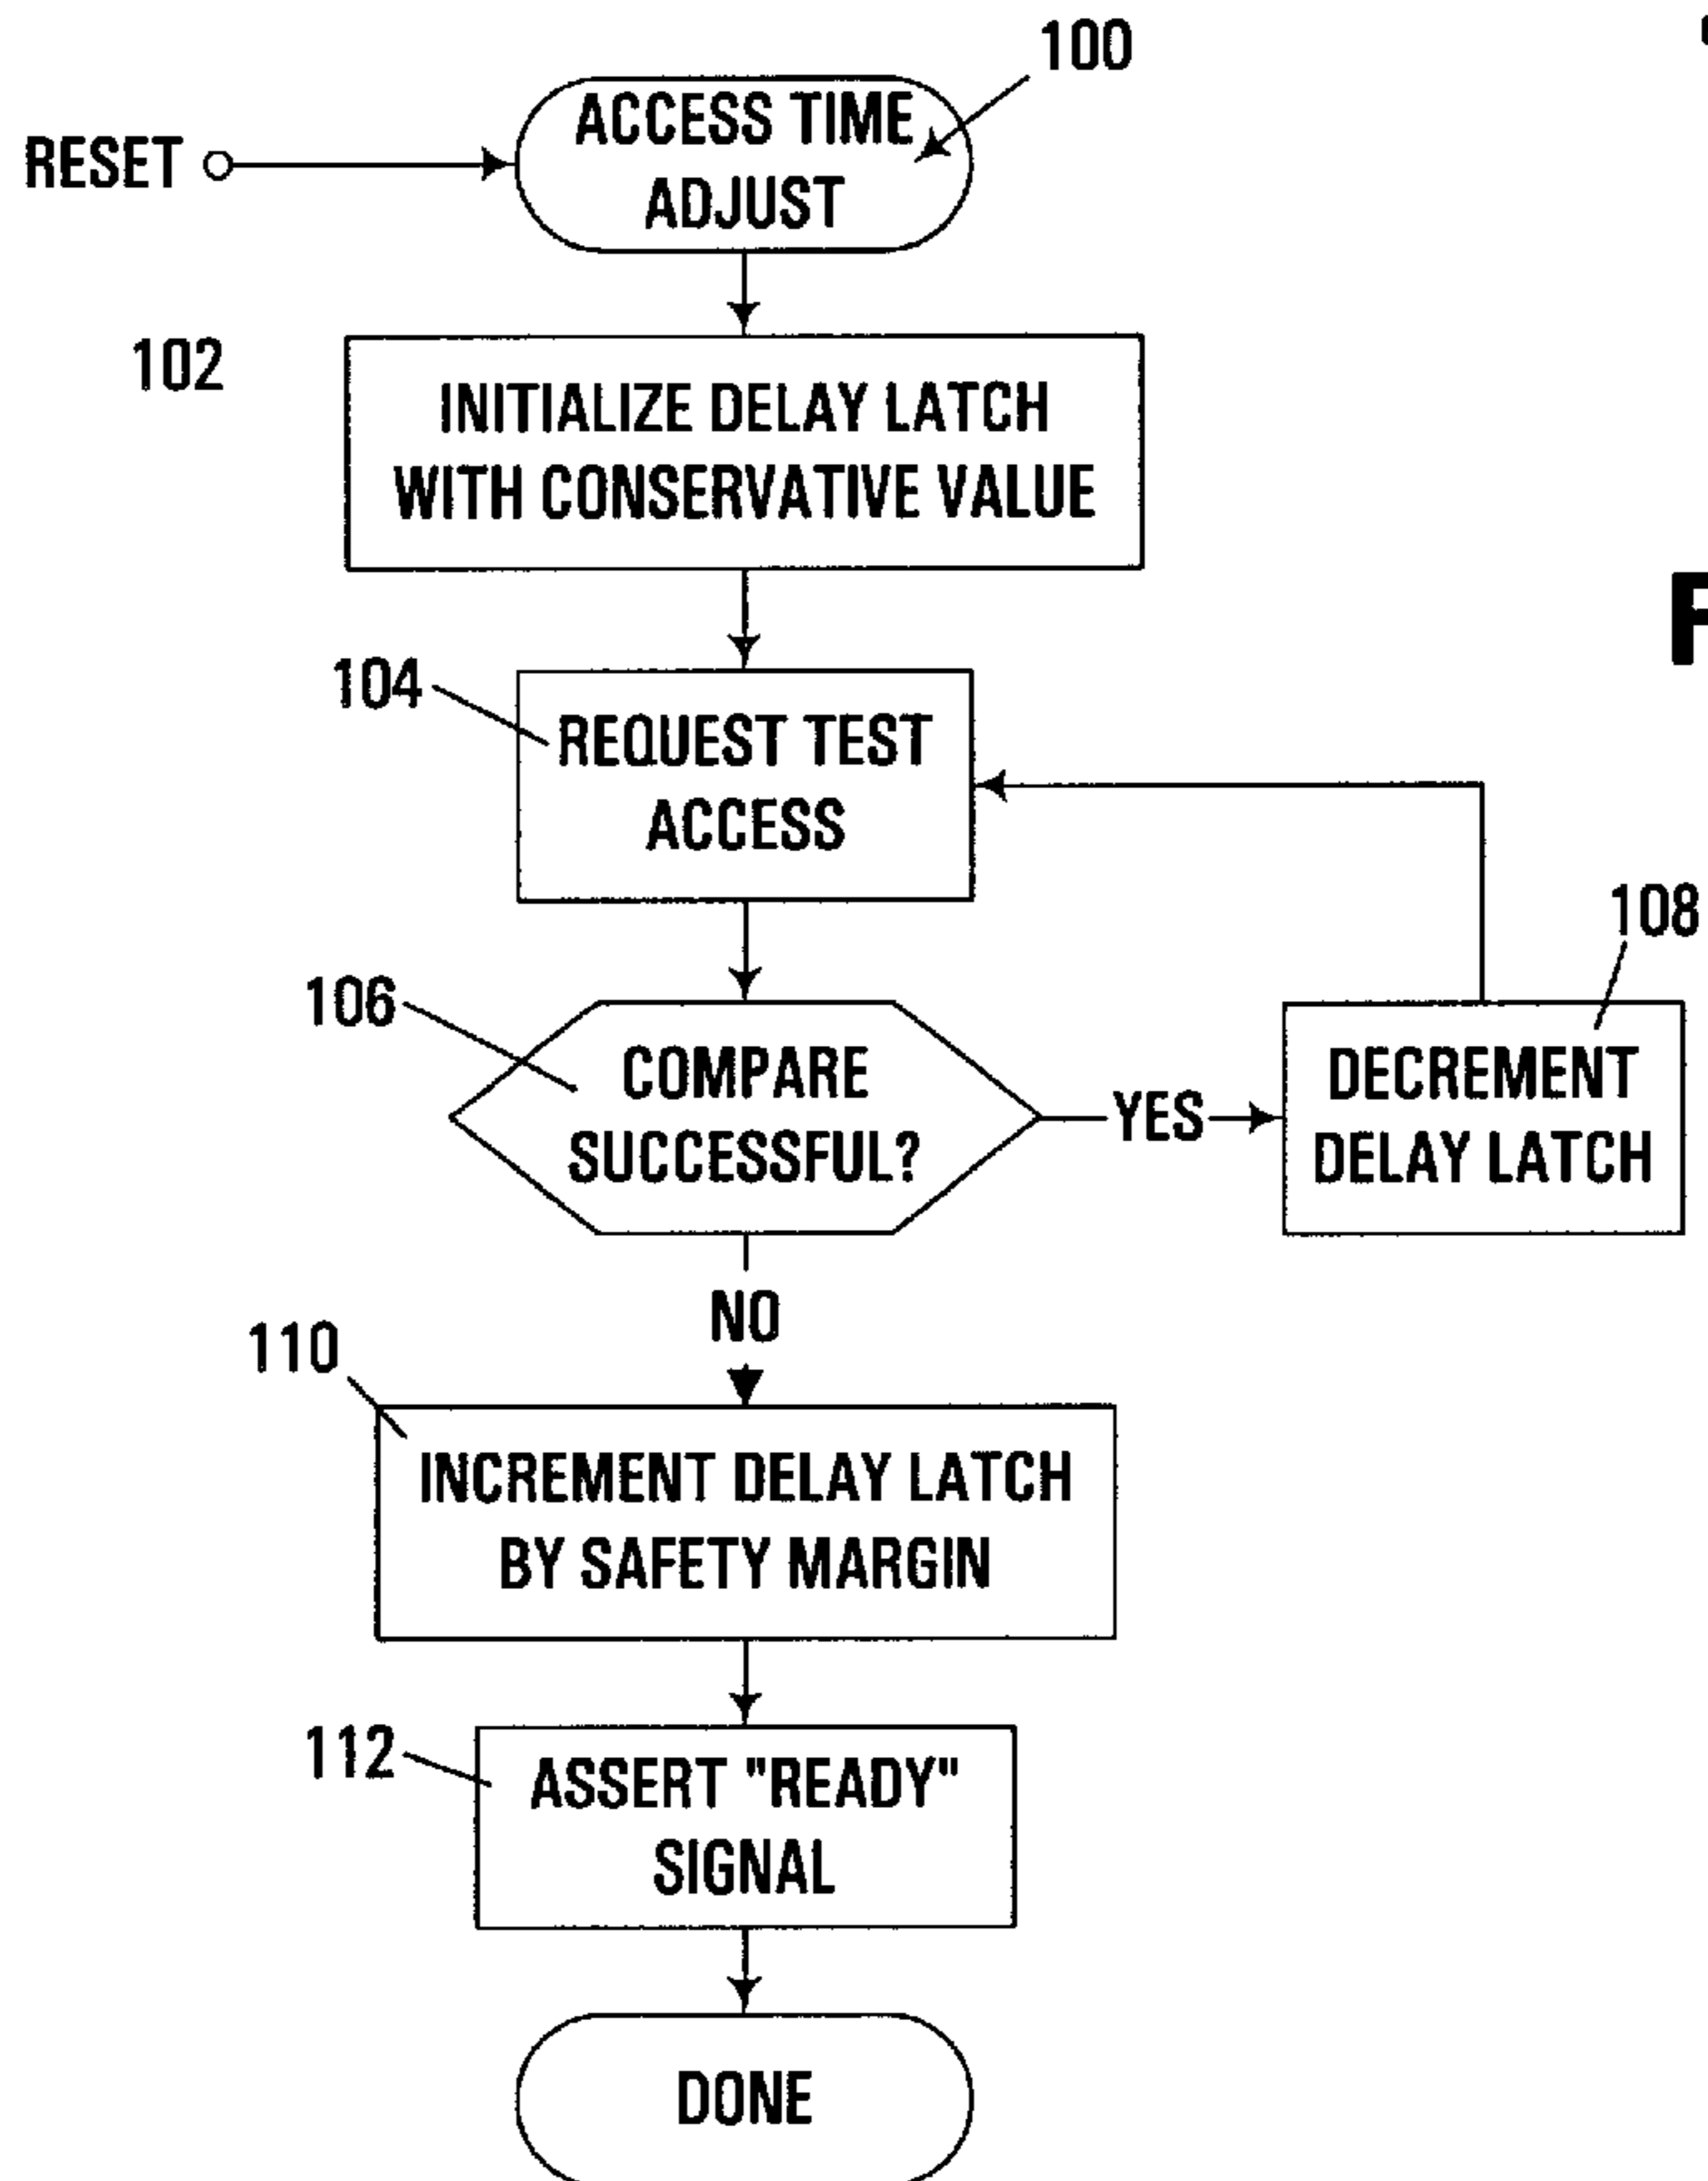 100
ACCESS TIME
ADJUST
RESET
102
INITIALIZE DELAY LATCH
WITH CONSERVATIVE VALUE
104
REQUEST TEST
ACCESS
108
106
COMPARE
SUCCESSFUL?
YES
DECREMENT
DELAY LATCH
NO
110
INCREMENT DELAY LATCH
BY SAFETY MARGIN
112
ASSERT "READY"
SIGNAL
DONE